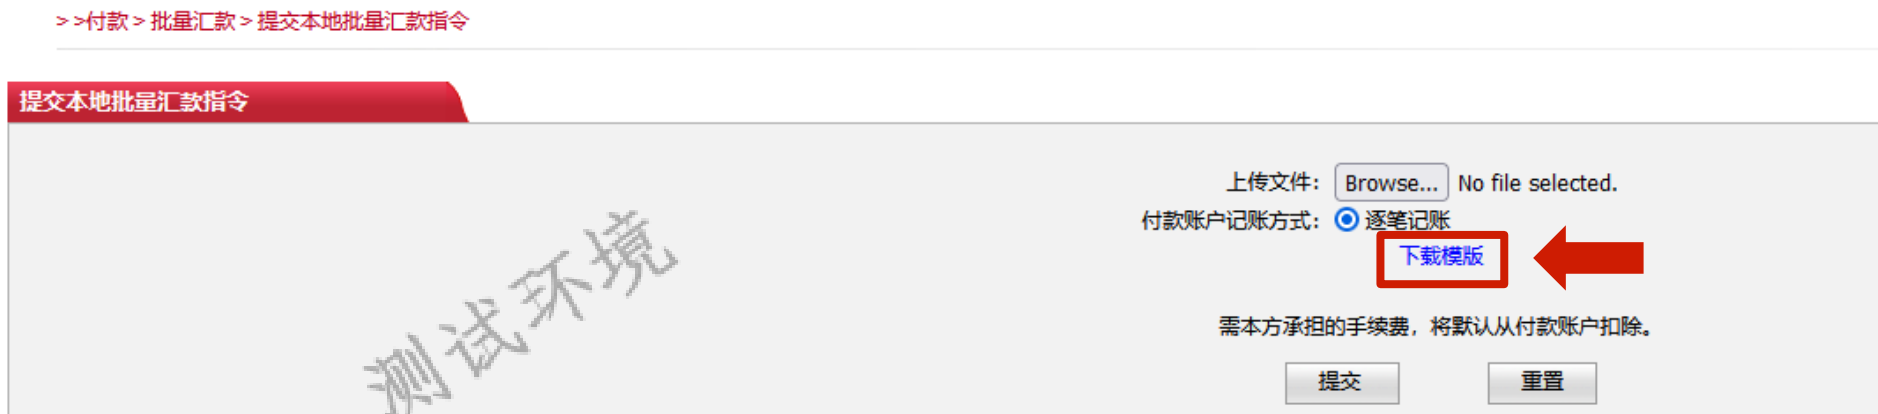 > >付款 > 批量汇款 > 提交本地批量汇款指令
提交本地批量汇款指令
上传文件： Browse... No file selected.
付款账户记账方式： 逐笔记账
下载模版
需本方承担的手续费，将默认从付款账户扣除。
提交 重置
测试环境